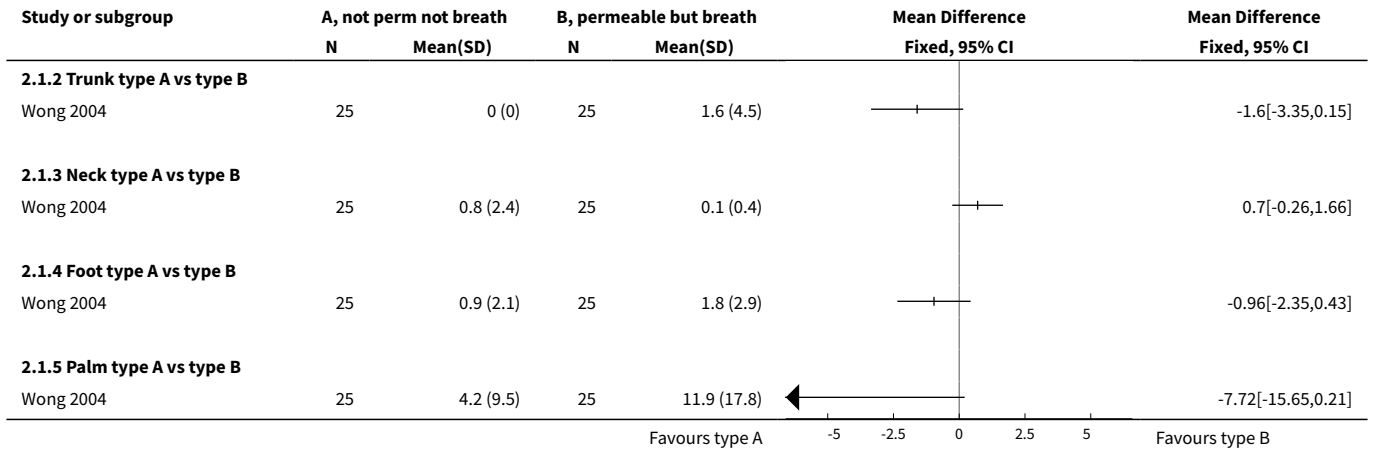 Study or subgroup A, not perm not breath B, permeable but breath Mean Difference Mean Difference
N Mean(SD) N Mean(SD) Fixed, 95% CI Fixed, 95% CI
2.1.2 Trunk type A vs type B
Wong 2004 25 0 (0) 25 1.6 (4.5) -1.6[-3.35,0.15]
2.1.3 Neck type A vs type B
Wong 2004 25 0.8 (2.4) 25 0.1 (0.4) 0.7[-0.26,1.66]
2.1.4 Foot type A vs type B
Wong 2004 25 0.9 (2.1) 25 1.8 (2.9) -0.96[-2.35,0.43]
2.1.5 Palm type A vs type B
Wong 2004 25 4.2 (9.5) 25 11.9 (17.8) -7.72[-15.65,0.21]
Favours type A -5 -2.5 0 2.5 5 Favours type B